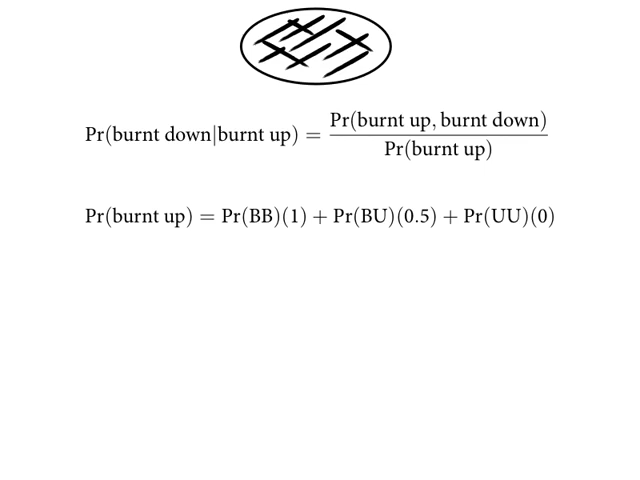 Pr(burnt down|burnt up) = Pr(burnt up, burnt down) / Pr(burnt up)
Pr(burnt up) = Pr(BB)(1) + Pr(BU)(0.5) + Pr(UU)(0)